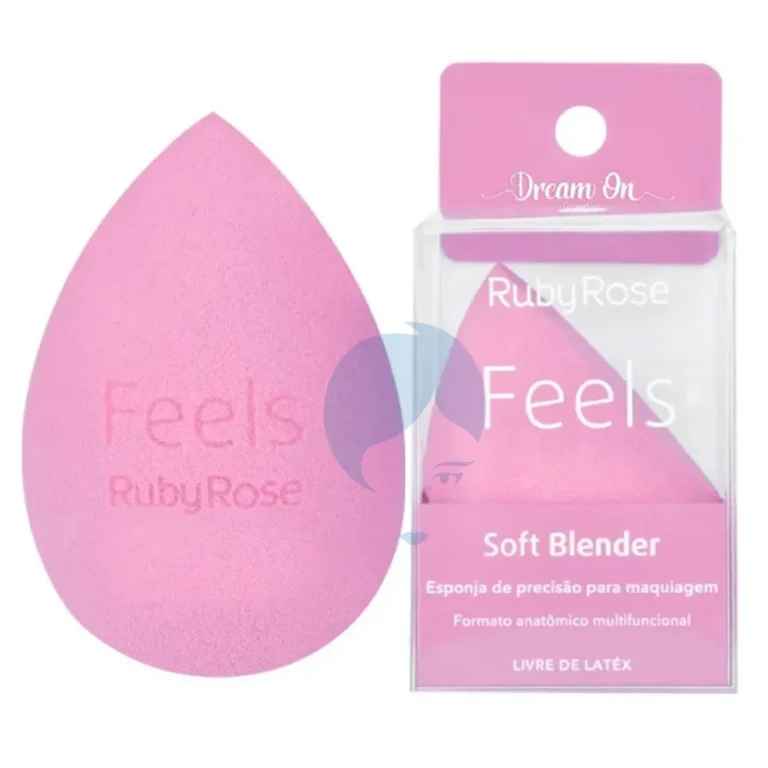 Feels
RubyRose
Dream On
RubyRose
Feels
Soft Blender
Esponja de precisão para maquiagem
Formato anatômico multifuncional
LIVRE DE LATÉX